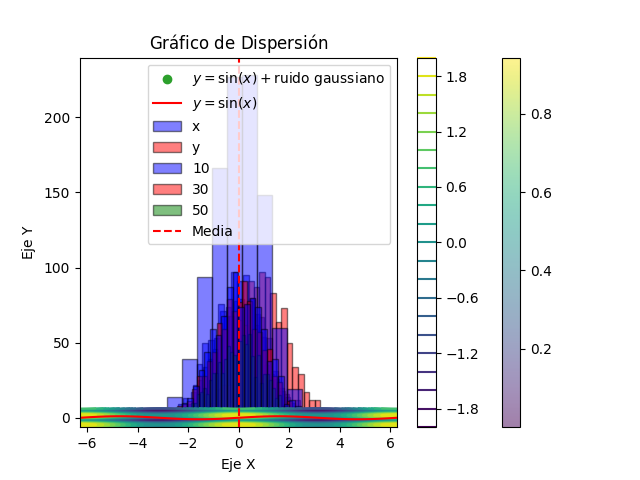 Gráfico de Dispersión
y = sin(x) + ruido gaussiano
y = sin(x)
x
y
10
30
50
Media
Eje Y
200
150
100
50
0
−6 −4 −2 0 2 4 6
Eje X
1.8
1.2
0.6
0.0
−0.6
−1.2
−1.8
0.8
0.6
0.4
0.2